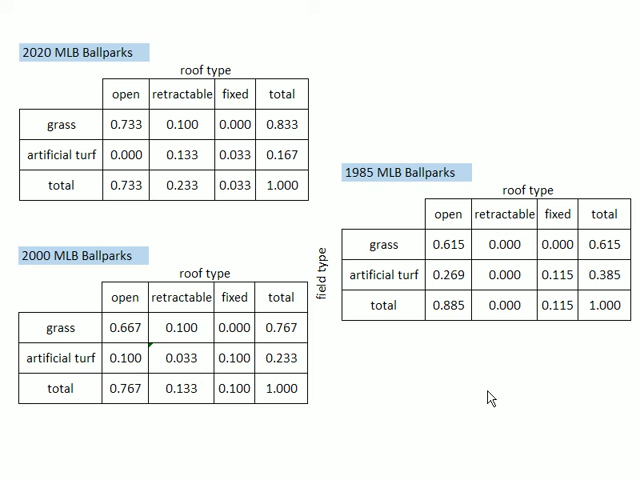 2020 MLB Ballparks
roof type
open retractable fixed total
grass 0.733 0.100 0.000 0.833
artificial turf 0.000 0.133 0.033 0.167
total 0.733 0.233 0.033 1.000
2000 MLB Ballparks
roof type
open retractable fixed total
grass 0.667 0.100 0.000 0.767
artificial turf 0.100 0.033 0.100 0.233
total 0.767 0.133 0.100 1.000
1985 MLB Ballparks
roof type
field type
open retractable fixed total
grass 0.615 0.000 0.000 0.615
artificial turf 0.269 0.000 0.115 0.385
total 0.885 0.000 0.115 1.000